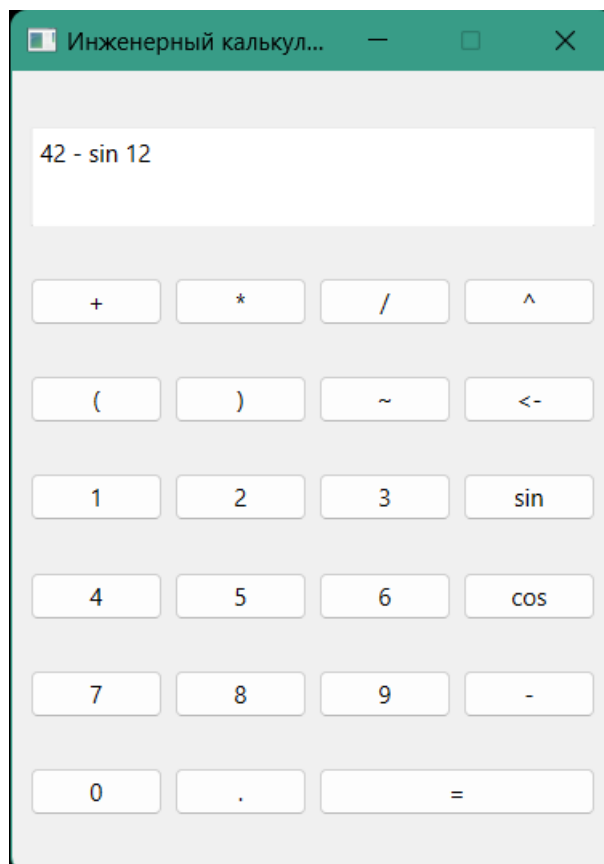 Инженерный калькул...
42 - sin 12
+ * / ^
( ) ~ <-
1 2 3 sin
4 5 6 cos
7 8 9 -
0 . =